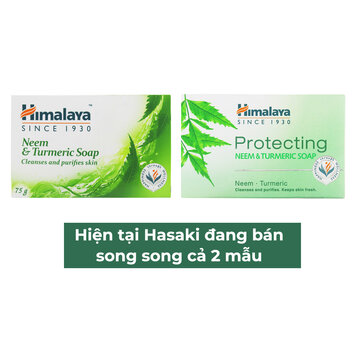 Himalaya
SINCE 1930
Neem
& Turmeric Soap
Cleanses and purifies skin
75 g
Himalaya
SINCE 1930
Protecting
NEEM & TURMERIC SOAP
Neem · Turmeric
Cleanses and purifies. Keeps skin fresh.
Hiện tại Hasaki đang bán
song song cả 2 mẫu